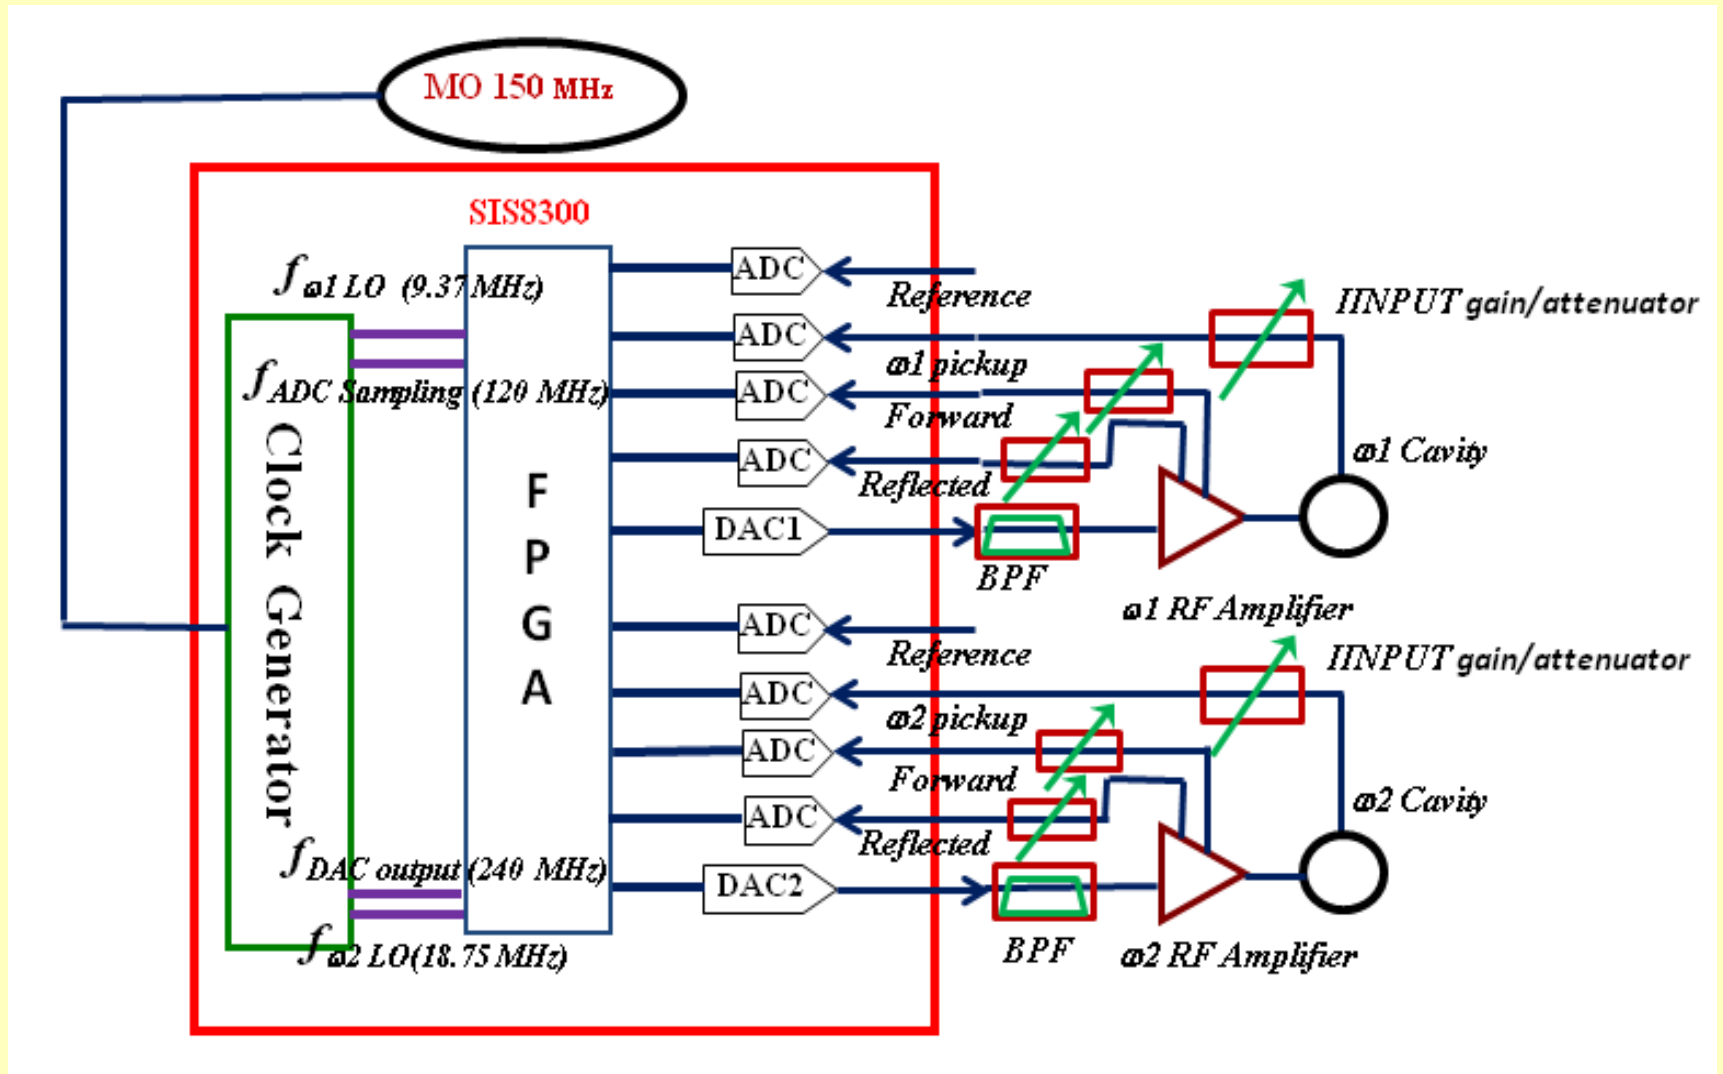 MO 150 MHz
SIS8300
fω1 LO (9.37 MHz)
fADC Sampling (120 MHz)
Clock Generator
fDAC output (240 MHz)
fω2 LO(18.75 MHz)
F
P
G
A
ADC
Reference
ADC
ω1 pickup
ADC
Forward
ADC
Reflected
DAC1
BPF
IINPUT gain/attenuator
ω1 Cavity
ω1 RF Amplifier
ADC
Reference
ADC
ω2 pickup
ADC
Forward
ADC
Reflected
DAC2
BPF
IINPUT gain/attenuator
ω2 Cavity
ω2 RF Amplifier